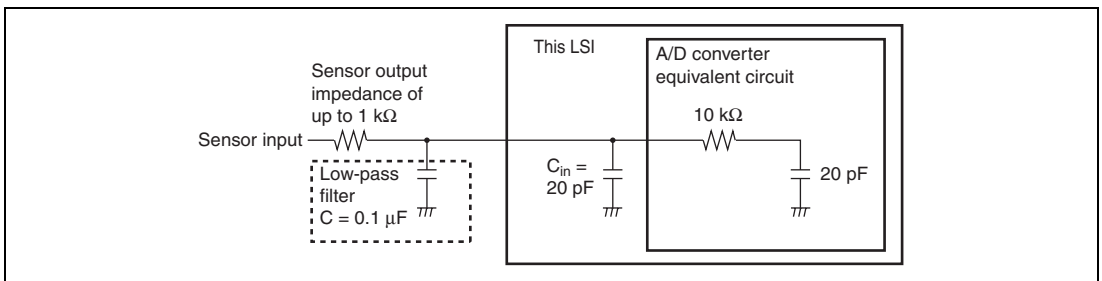 This LSI
A/D converter
equivalent circuit
Sensor output
impedance of
up to 1 kΩ
10 kΩ
Sensor input
Low-pass
filter
C = 0.1 μF
Cin =
20 pF
20 pF